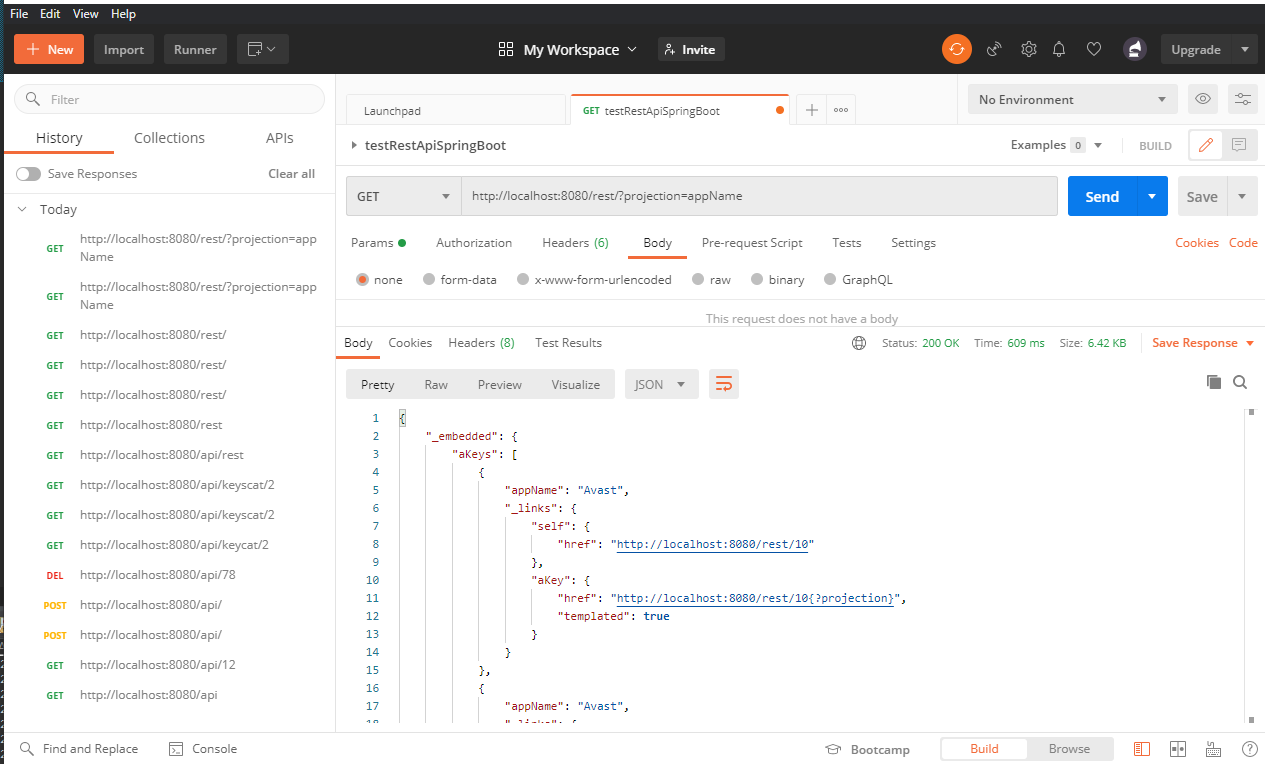 File Edit View Help
New Import Runner My Workspace Invite Upgrade
Filter
History Collections APIs
Save Responses Clear all
Today
GET http://localhost:8080/rest/?projection=app
Name
GET http://localhost:8080/rest/?projection=app
Name
GET http://localhost:8080/rest/
GET http://localhost:8080/rest/
GET http://localhost:8080/rest/
GET http://localhost:8080/rest
GET http://localhost:8080/api/rest
GET http://localhost:8080/api/keyscat/2
GET http://localhost:8080/api/keyscat/2
GET http://localhost:8080/api/keycat/2
DEL http://localhost:8080/api/78
POST http://localhost:8080/api/
POST http://localhost:8080/api/
GET http://localhost:8080/api/12
GET http://localhost:8080/api
Launchpad GET testRestApiSpringBoot No Environment
testRestApiSpringBoot Examples 0 BUILD
GET http://localhost:8080/rest/?projection=appName Send Save
Params Authorization Headers (6) Body Pre-request Script Tests Settings Cookies Code
none form-data x-www-form-urlencoded raw binary GraphQL
This request does not have a body
Body Cookies Headers (8) Test Results Status: 200 OK Time: 609 ms Size: 6.42 KB Save Response
Pretty Raw Preview Visualize JSON
1 {
2 "_embedded": {
3 "aKeys": [
4 {
5 "appName": "Avast",
6 "_links": {
7 "self": {
8 "href": "http://localhost:8080/rest/10"
9 },
10 "aKey": {
11 "href": "http://localhost:8080/rest/10{?projection}",
12 "templated": true
13 }
14 }
15 },
16 {
17 "appName": "Avast",
18 "_links": {
Find and Replace Console Bootcamp Build Browse